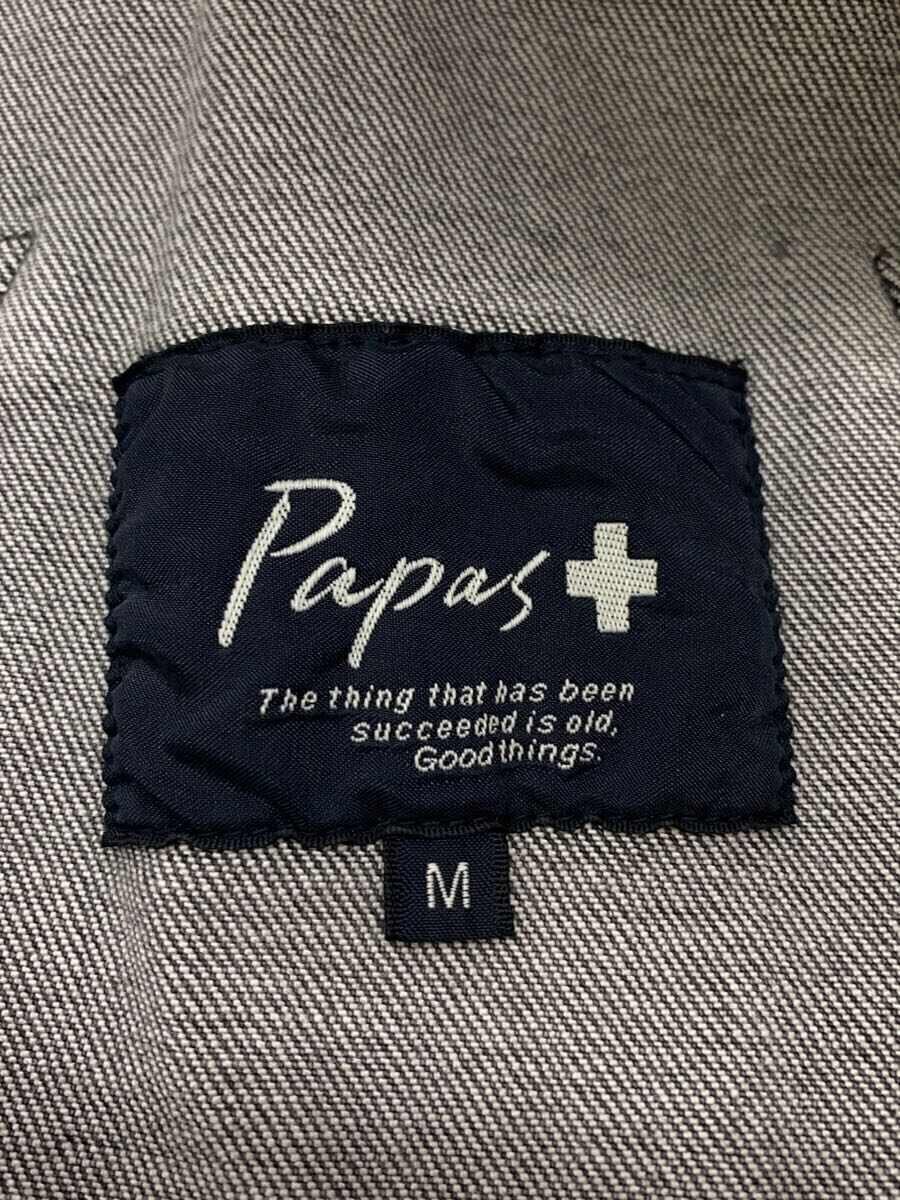 Papas+
The thing that has been
succeeded is old,
Good things.
M